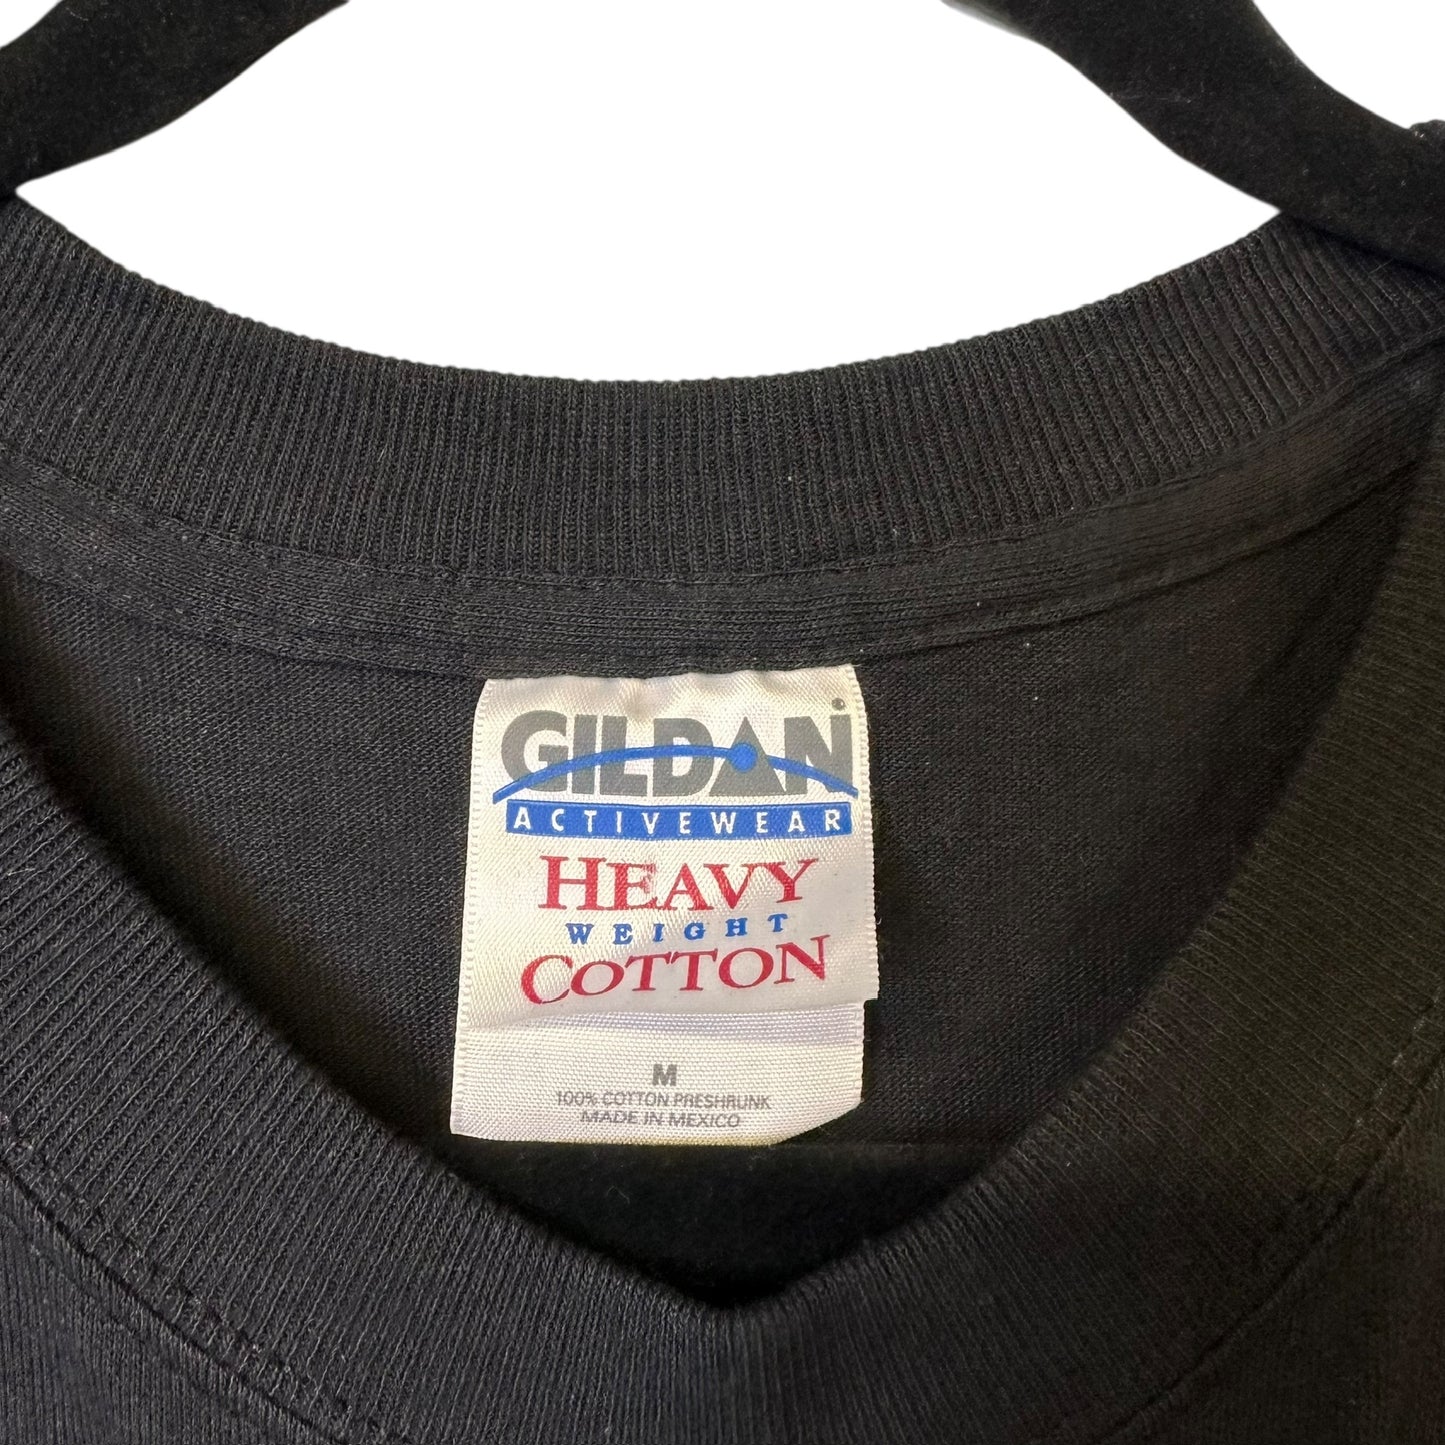 GILDAN®
ACTIVEWEAR
HEAVY
WEIGHT
COTTON
M
100% COTTON PRESHRUNK
MADE IN MEXICO